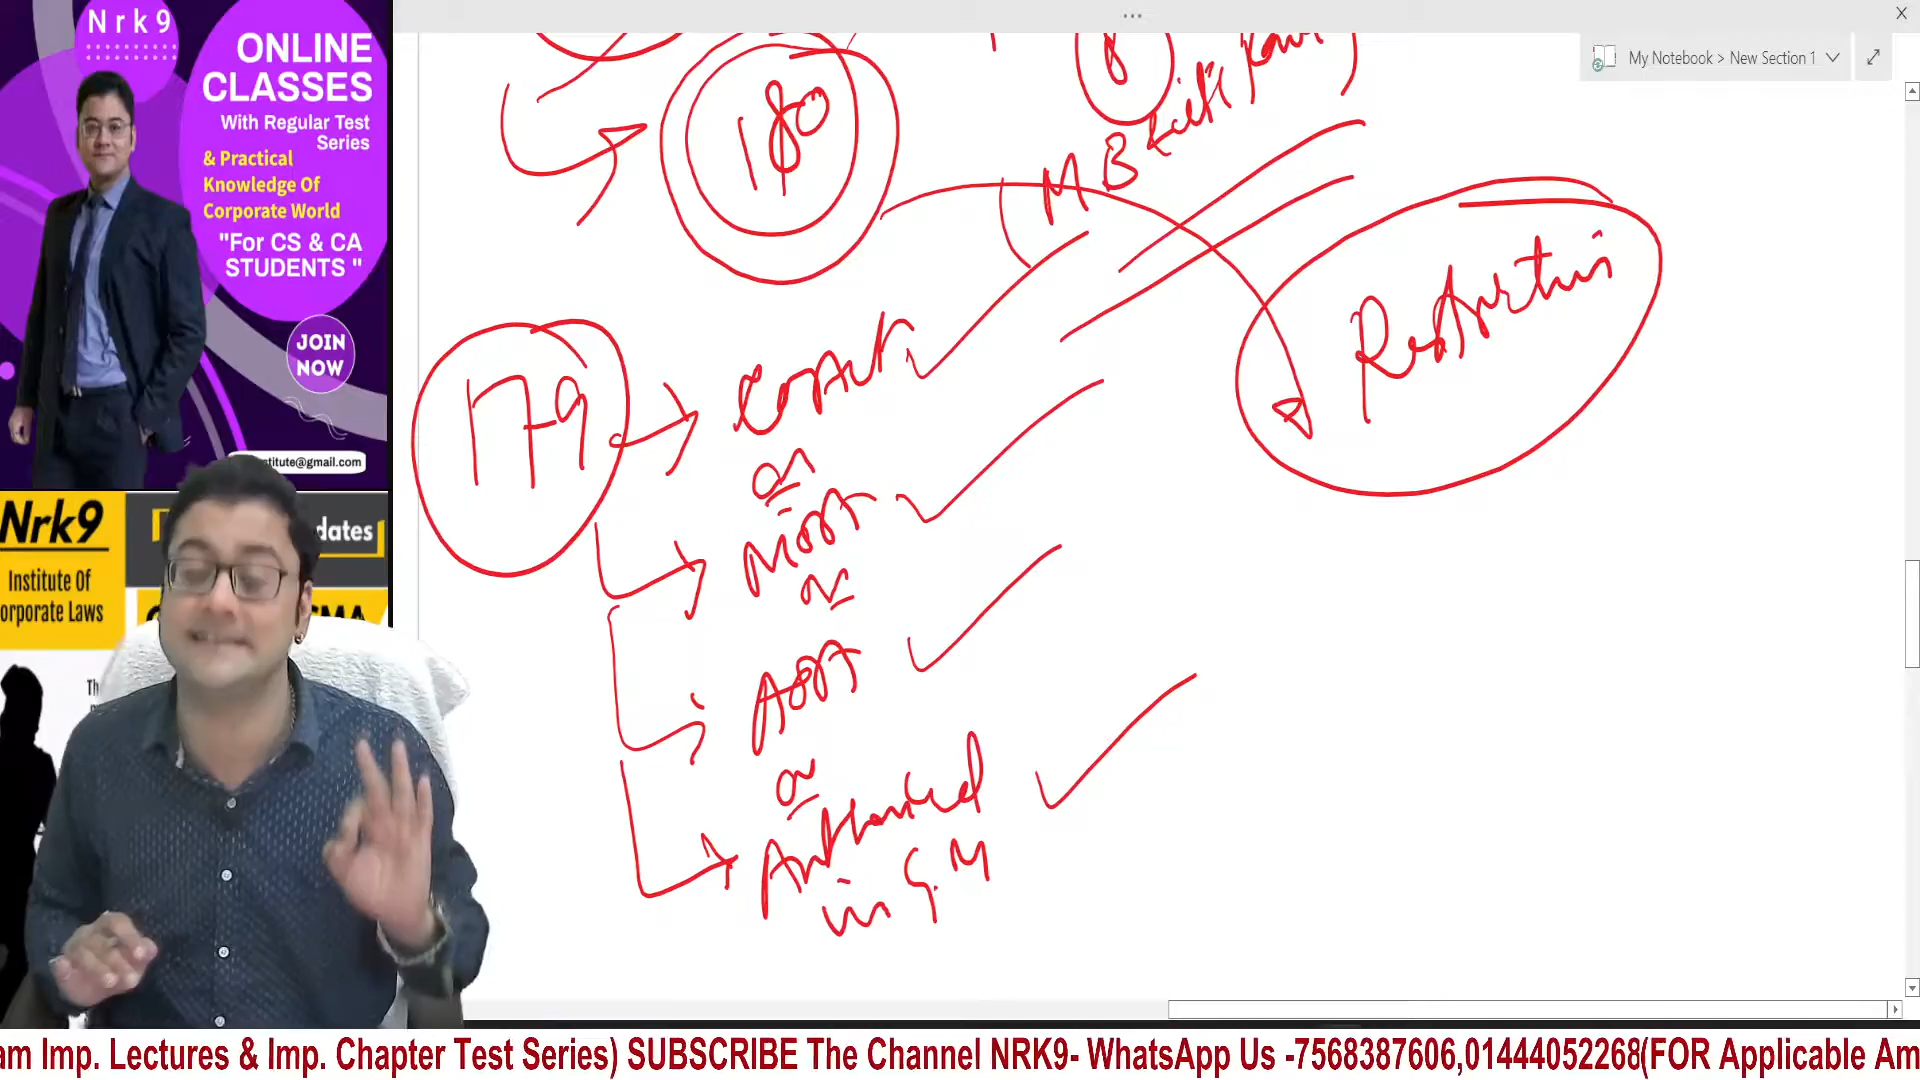 Nrk9
ONLINE
CLASSES
With Regular Test
Series
& Practical
Knowledge Of
Corporate World
"For CS & CA
STUDENTS "
JOIN
NOW
titute@gmail.com
Nrk9
dates
Institute Of
orporate Laws
SMA
Th
My Notebook > New Section 1
180
M B
Restriction
179
or
or
AOA
or
Authorised
in G.M
am Imp. Lectures & Imp. Chapter Test Series) SUBSCRIBE The Channel NRK9- WhatsApp Us -7568387606,01444052268(FOR Applicable Am